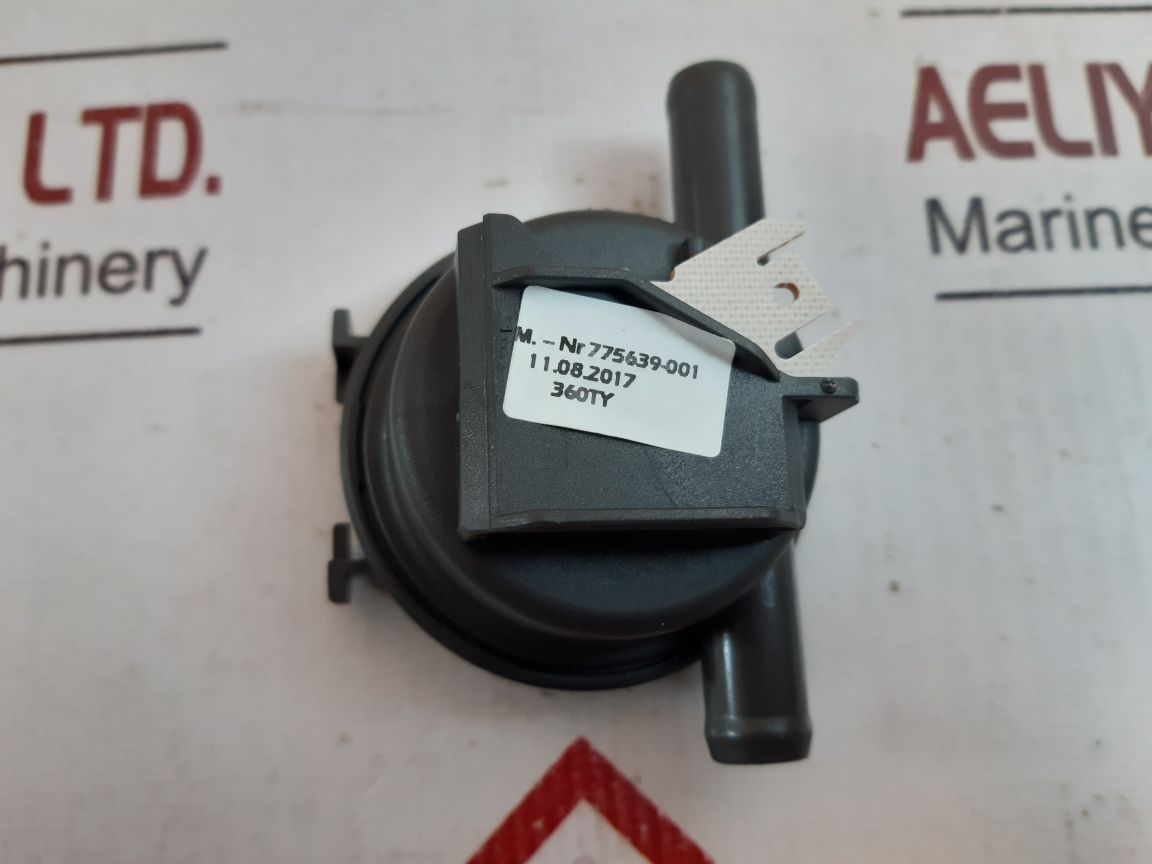 LTD.
hinery
AELIY
Marine
M. - Nr 775639-001
11.08.2017
360TY